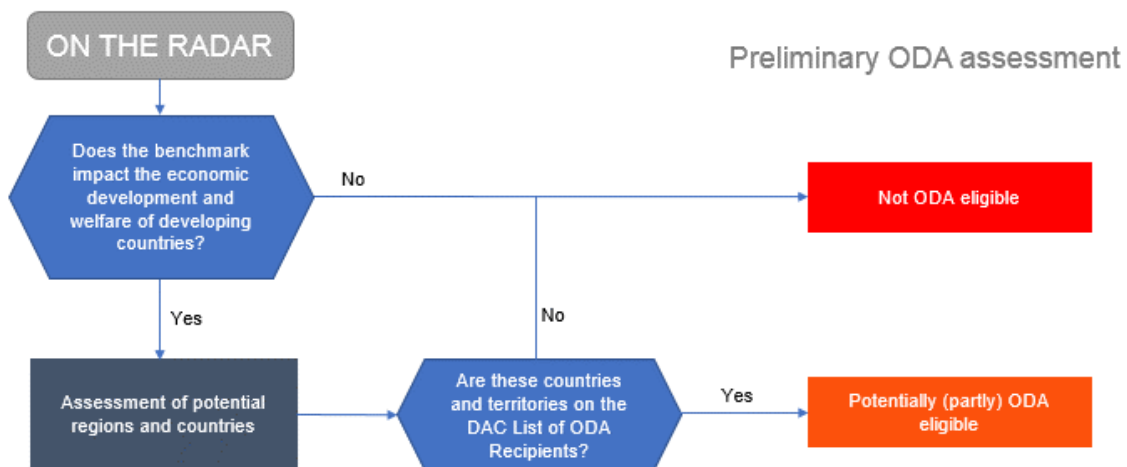 ON THE RADAR
Preliminary ODA assessment
Does the benchmark
impact the economic
development and
welfare of developing
countries?
No
Not ODA eligible
Yes
No
Assessment of potential
regions and countries
Are these countries
and territories on the
DAC List of ODA
Recipients?
Yes
Potentially (partly) ODA
eligible